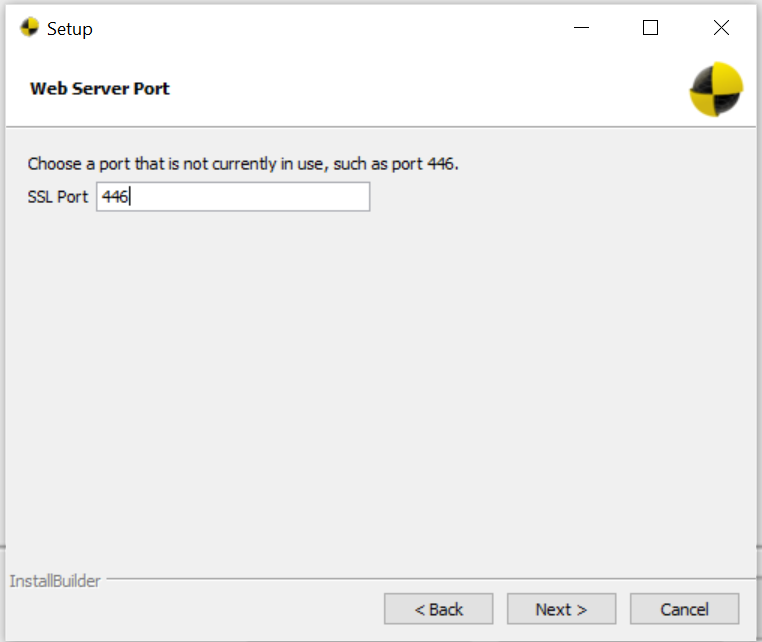 Setup
Web Server Port
Choose a port that is not currently in use, such as port 446.
SSL Port 446
InstallBuilder
< Back Next > Cancel